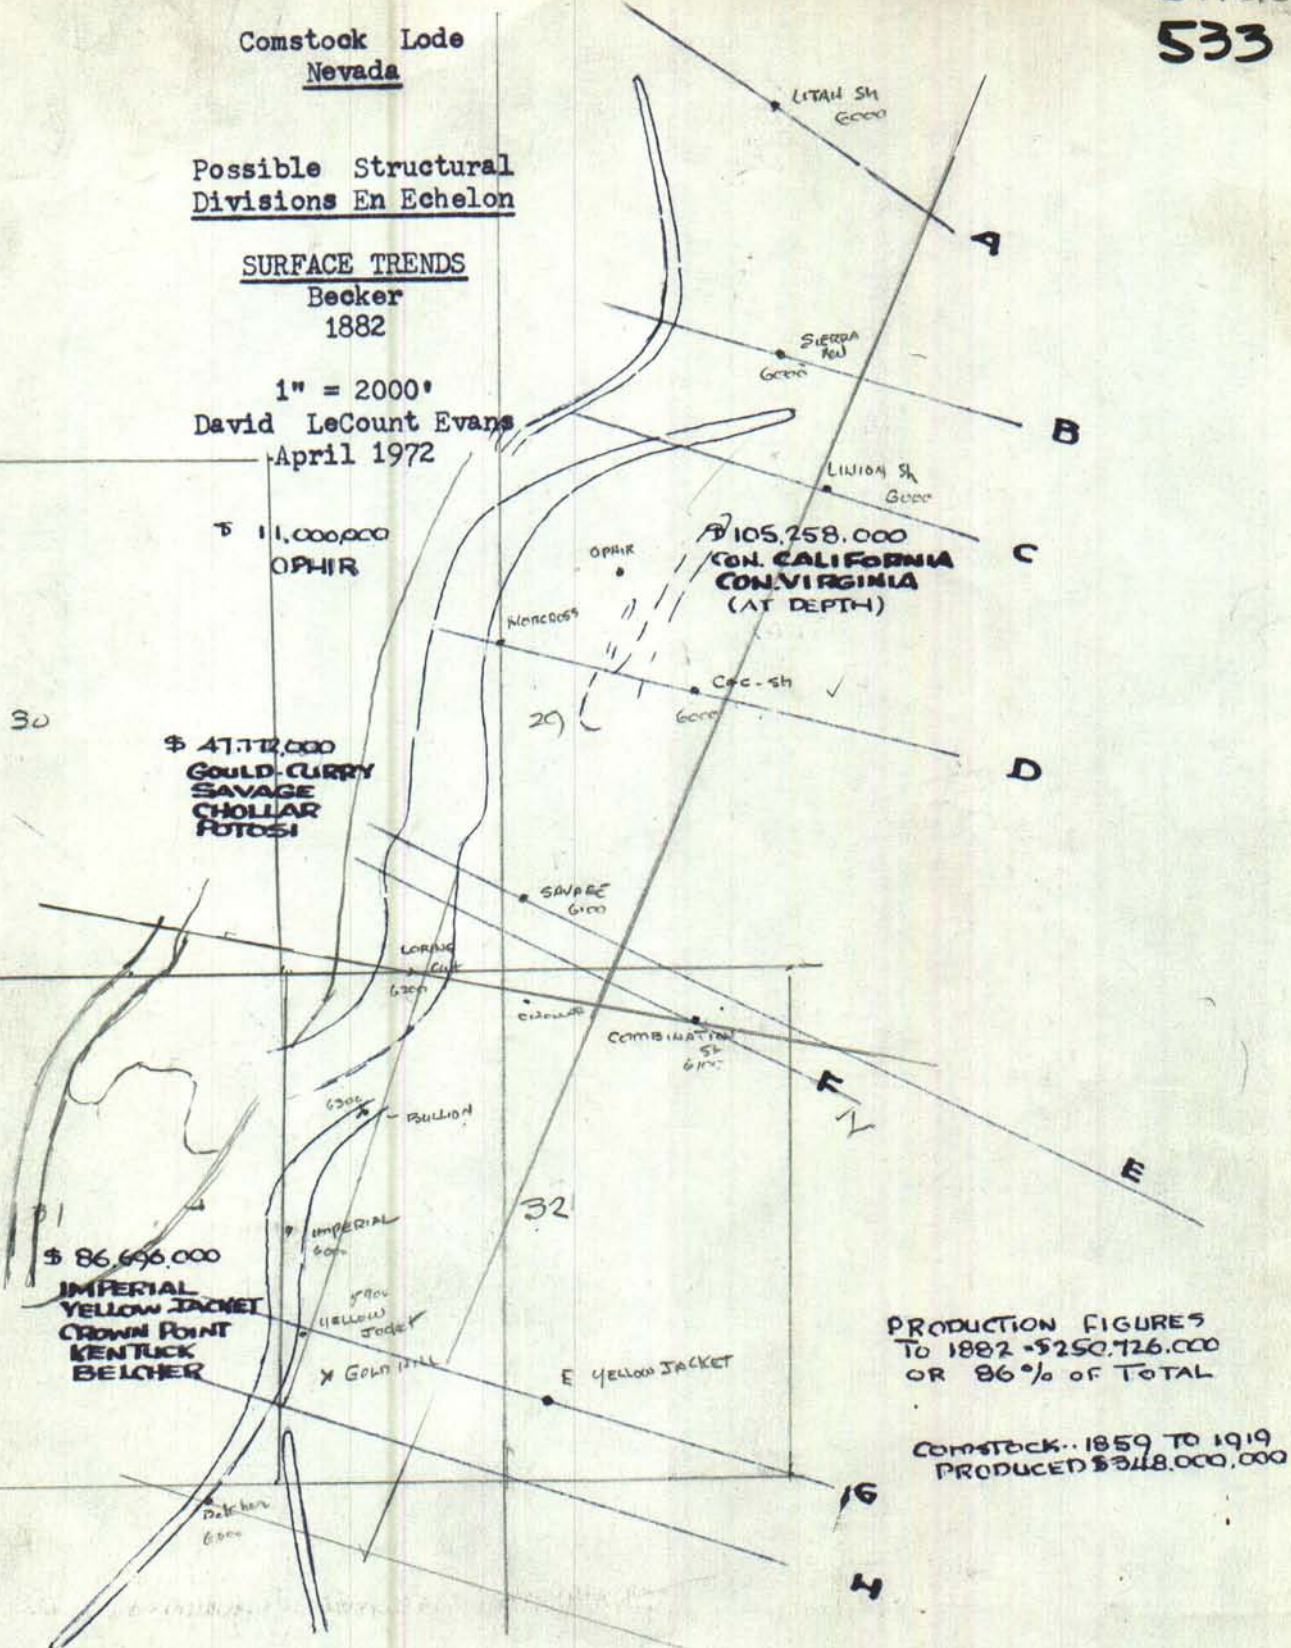 533
Comstock Lode
Nevada
Possible Structural
Divisions En Echelon
SURFACE TRENDS
Becker
1882
1" = 2000'
David LeCount Evans
April 1972
UTAH Sh
6000
A
SIERRA
6000
B
UNION Sh
6000
C
$ 11,000,000
OPHIR
OPHIR
$105,258.000
CON. CALIFORNIA
CON. VIRGINIA
(AT DEPTH)
NORCROSS
C&C - Sh
6000
D
30
29
$ 47.772,000
GOULD-CURRY
SAVAGE
CHOLLAR
POTOSI
SAVAGE
6100
LORING
Cut
6200
CHOLLAR
COMBINATION
Sh
6100
F
E
6300
BULLION
31
32
IMPERIAL
6000
$ 86,696.000
IMPERIAL
YELLOW JACKET
CROWN POINT
KENTUCK
BELCHER
YELLOW
JACKET
GOLD HILL
E YELLOW JACKET
G
H
Belcher
6000
PRODUCTION FIGURES
TO 1882 - $250.726.000
OR 86% OF TOTAL
COMSTOCK.. 1859 TO 1919
PRODUCED $348.000,000